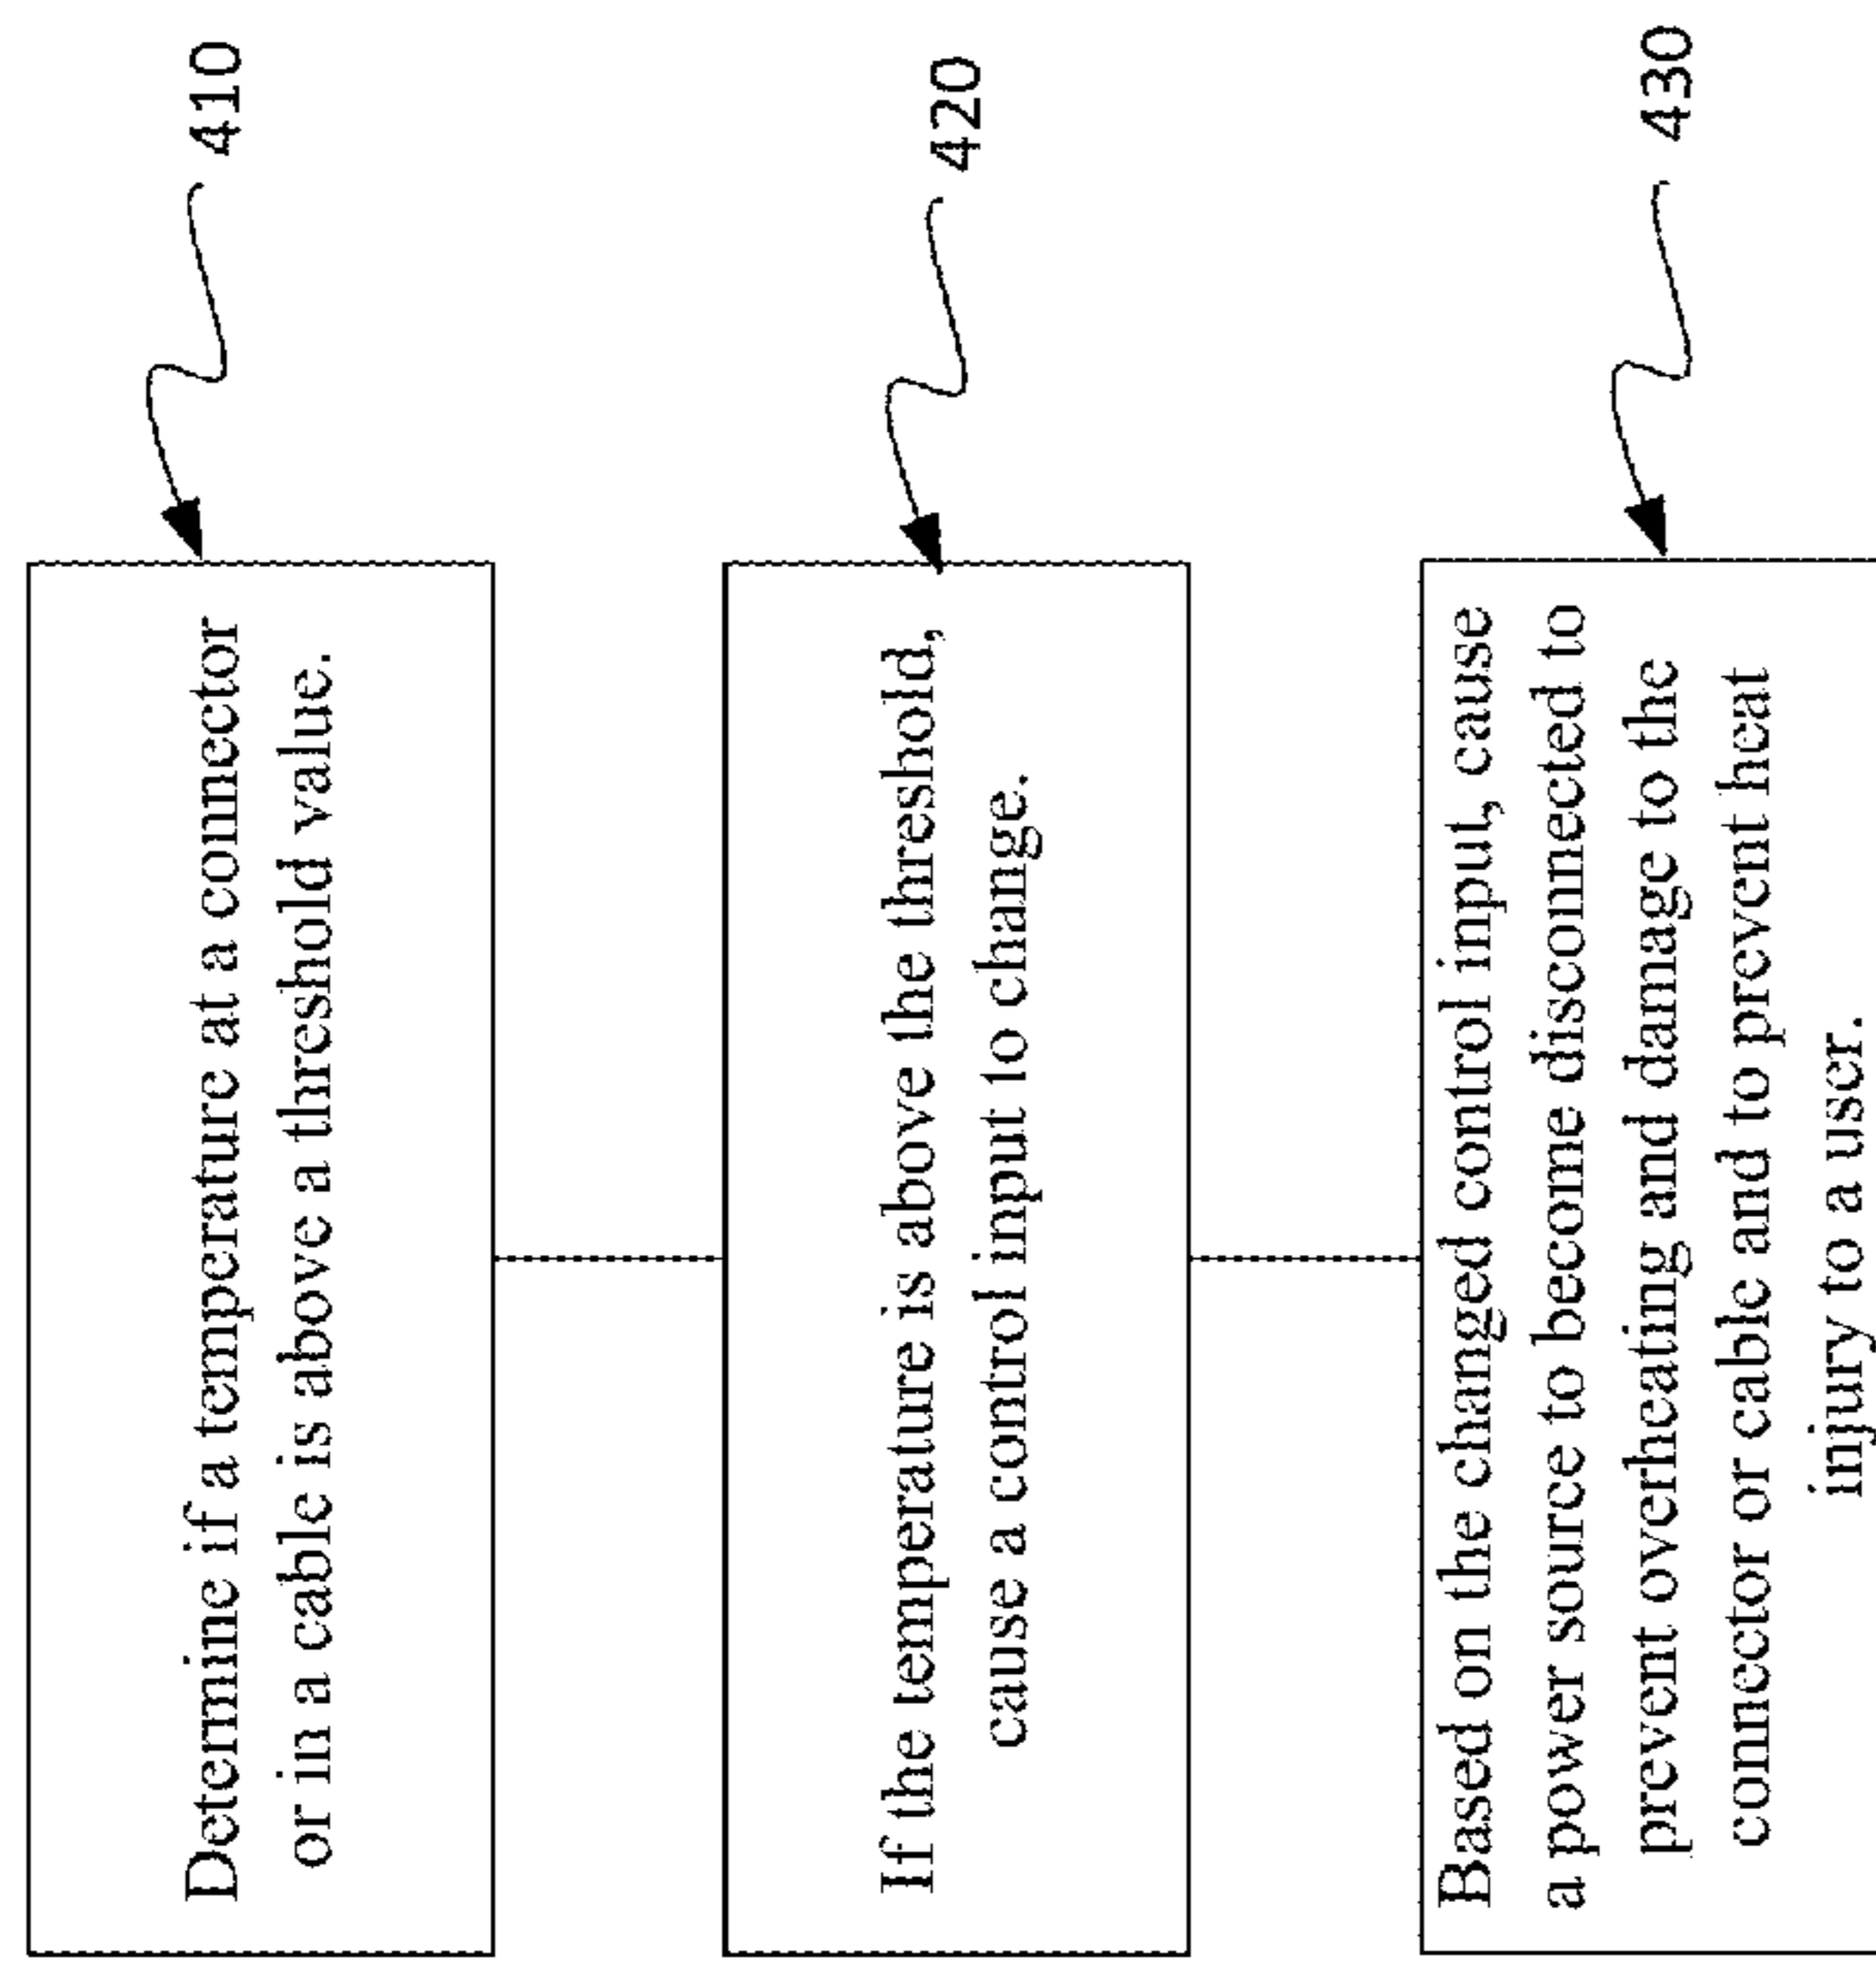 Determine if a temperature at a connector
or in a cable is above a threshold value.
410
If the temperature is above the threshold,
cause a control input to change.
420
Based on the changed control input, cause
a power source to become disconnected to
prevent overheating and damage to the
connector or cable and to prevent heat
injury to a user.
430